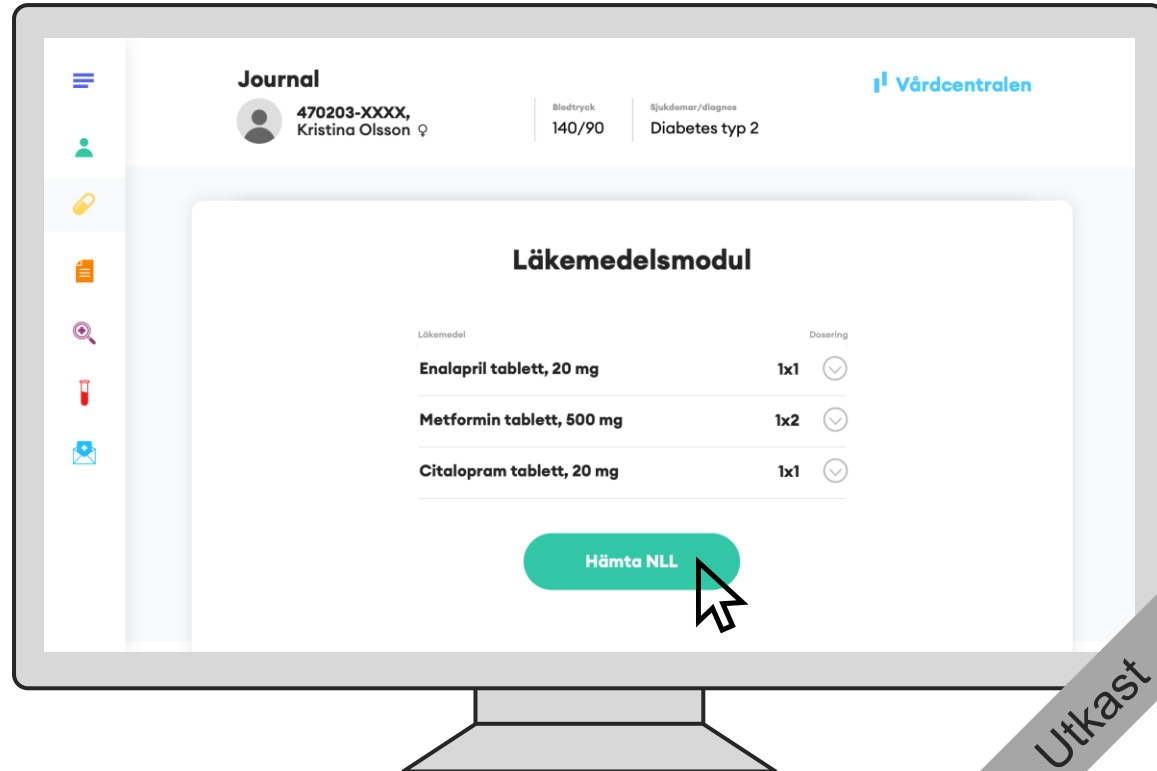 Journal
470203-XXXX,
Kristina Olsson ♀
Blodtryck
140/90
Sjukdomar/diagnos
Diabetes typ 2
Vårdcentralen
Läkemedelsmodul
Läkemedel Dosering
Enalapril tablett, 20 mg 1x1
Metformin tablett, 500 mg 1x2
Citalopram tablett, 20 mg 1x1
Hämta NLL
Utkast